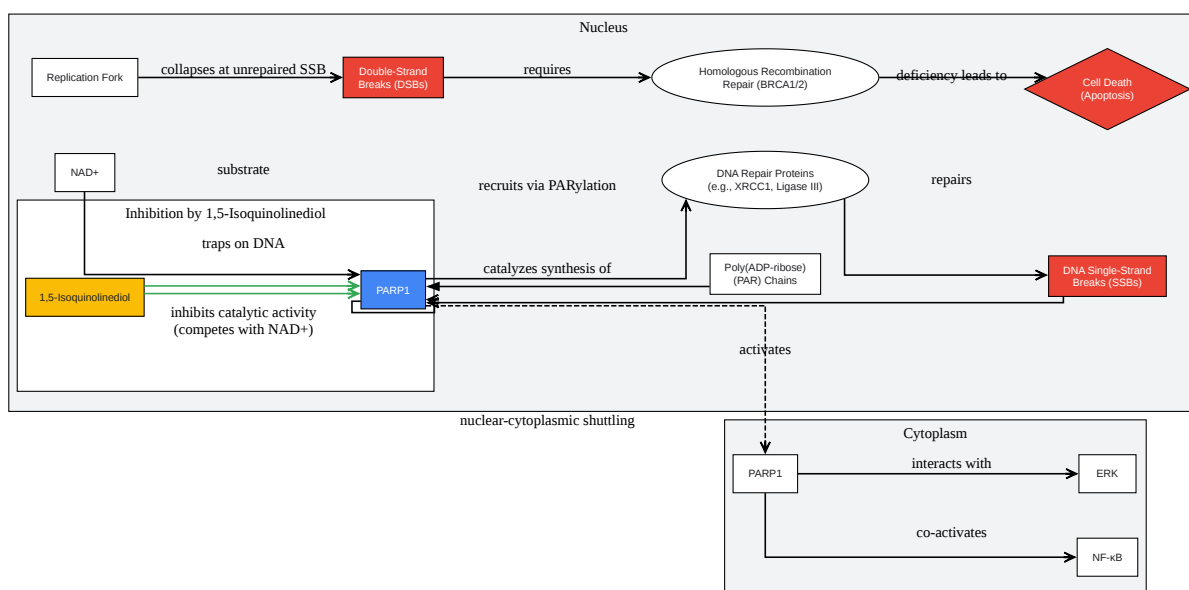 Nucleus
Replication Fork
collapses at unrepaired SSB
Double-Strand
Breaks (DSBs)
requires
Homologous Recombination
Repair (BRCA1/2)
deficiency leads to
Cell Death
(Apoptosis)
NAD+
substrate
recruits via PARylation
DNA Repair Proteins
(e.g., XRCC1, Ligase III)
repairs
Inhibition by 1,5-Isoquinolinediol
traps on DNA
1,5-Isoquinolinediol
PARP1
catalyzes synthesis of
Poly(ADP-ribose)
(PAR) Chains
DNA Single-Strand
Breaks (SSBs)
inhibits catalytic activity
(competes with NAD+)
activates
nuclear-cytoplasmic shuttling
Cytoplasm
PARP1
interacts with
ERK
co-activates
NF-κB